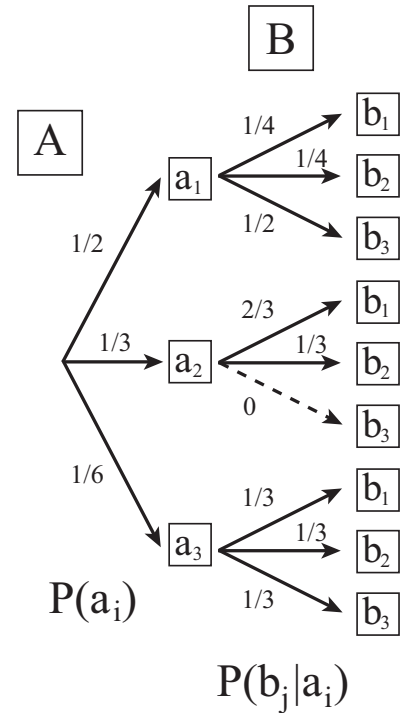 B
A
1/4
b₁
1/4
a₁
b₂
1/2
b₃
1/2
2/3
b₁
1/3
1/3
a₂
b₂
0
b₃
1/6
1/3
b₁
1/3
a₃
b₂
1/3
b₃
P(aᵢ)
P(bⱼ|aᵢ)